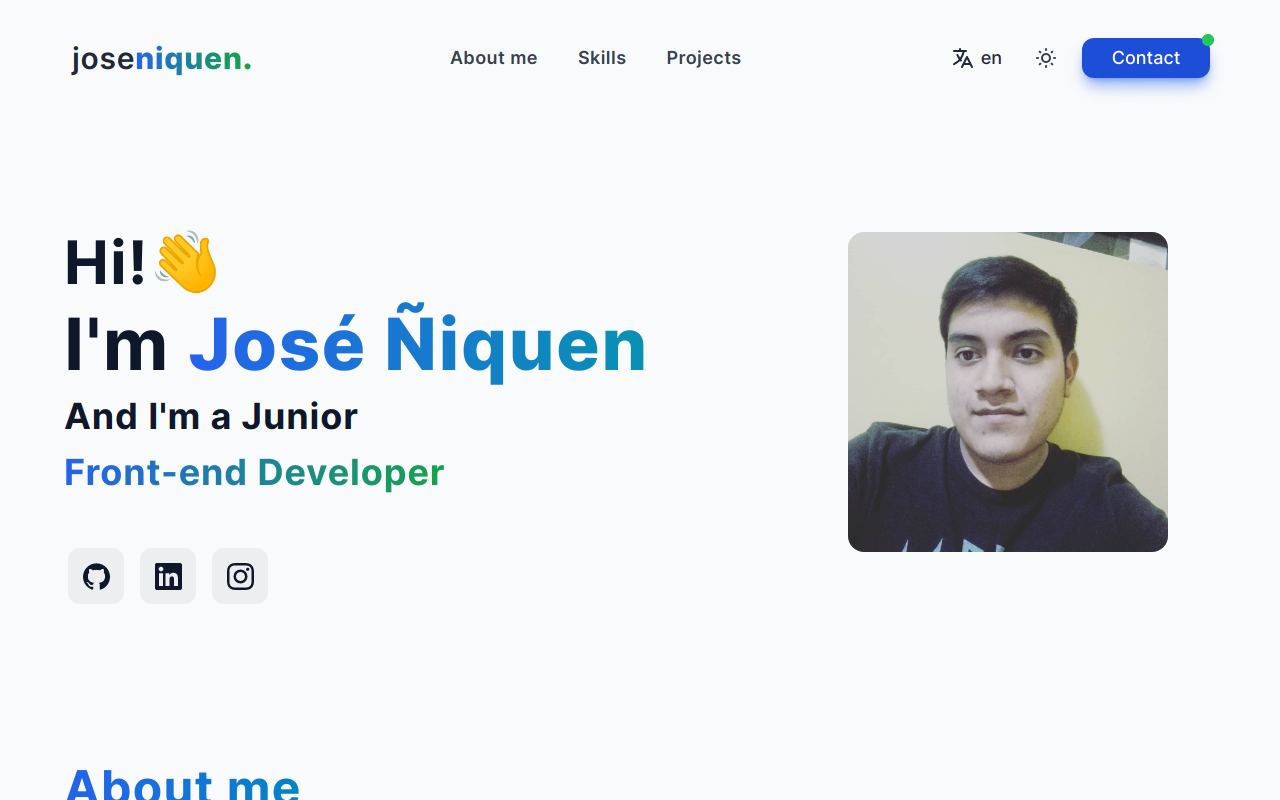 joseniquen.
About me
Skills
Projects
en
Contact
Hi!👋
I'm José Ñiquen
And I'm a Junior
Front-end Developer
About me